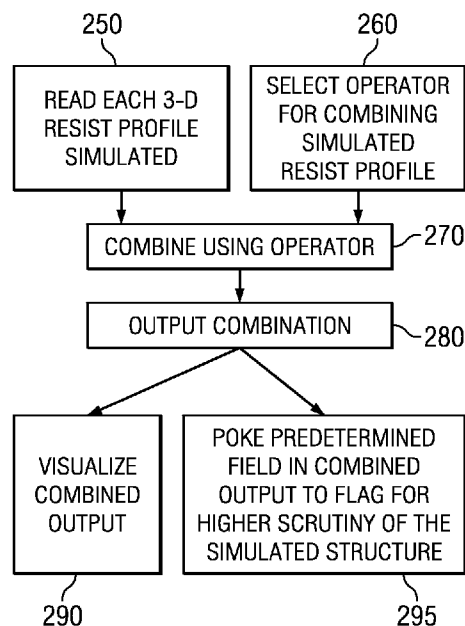 250
260
READ EACH 3-D
RESIST PROFILE
SIMULATED
SELECT OPERATOR
FOR COMBINING
SIMULATED
RESIST PROFILE
COMBINE USING OPERATOR
270
OUTPUT COMBINATION
280
VISUALIZE
COMBINED
OUTPUT
POKE PREDETERMINED
FIELD IN COMBINED
OUTPUT TO FLAG FOR
HIGHER SCRUTINY OF THE
SIMULATED STRUCTURE
290
295